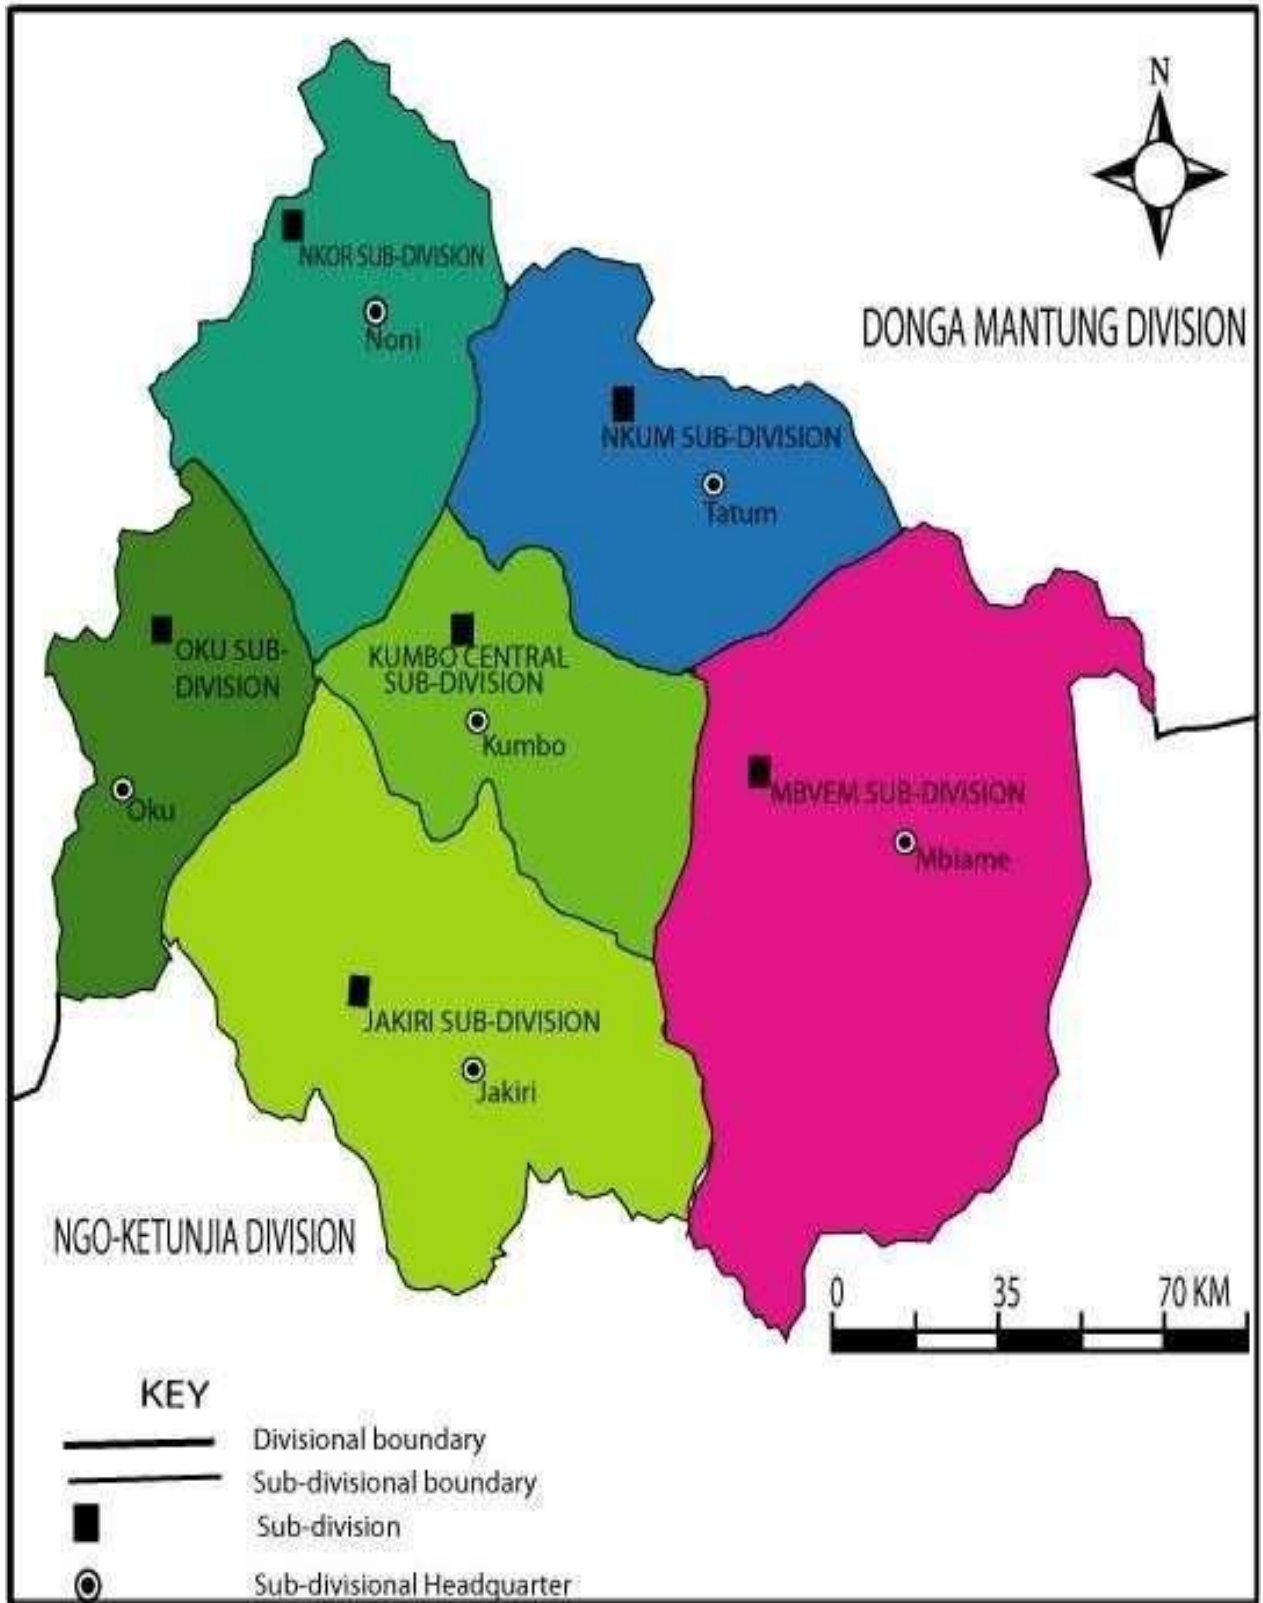 N
NKOR SUB-DIVISION
Noni
DONGA MANTUNG DIVISION
NKUM SUB-DIVISION
Tatum
OKU SUB-
DIVISION
KUMBO CENTRAL
SUB-DIVISION
Kumbo
Oku
MBVEM SUB-DIVISION
Mbiame
JAKIRI SUB-DIVISION
Jakiri
NGO-KETUNJIA DIVISION
0 35 70 KM
KEY
Divisional boundary
Sub-divisional boundary
Sub-division
Sub-divisional Headquarter